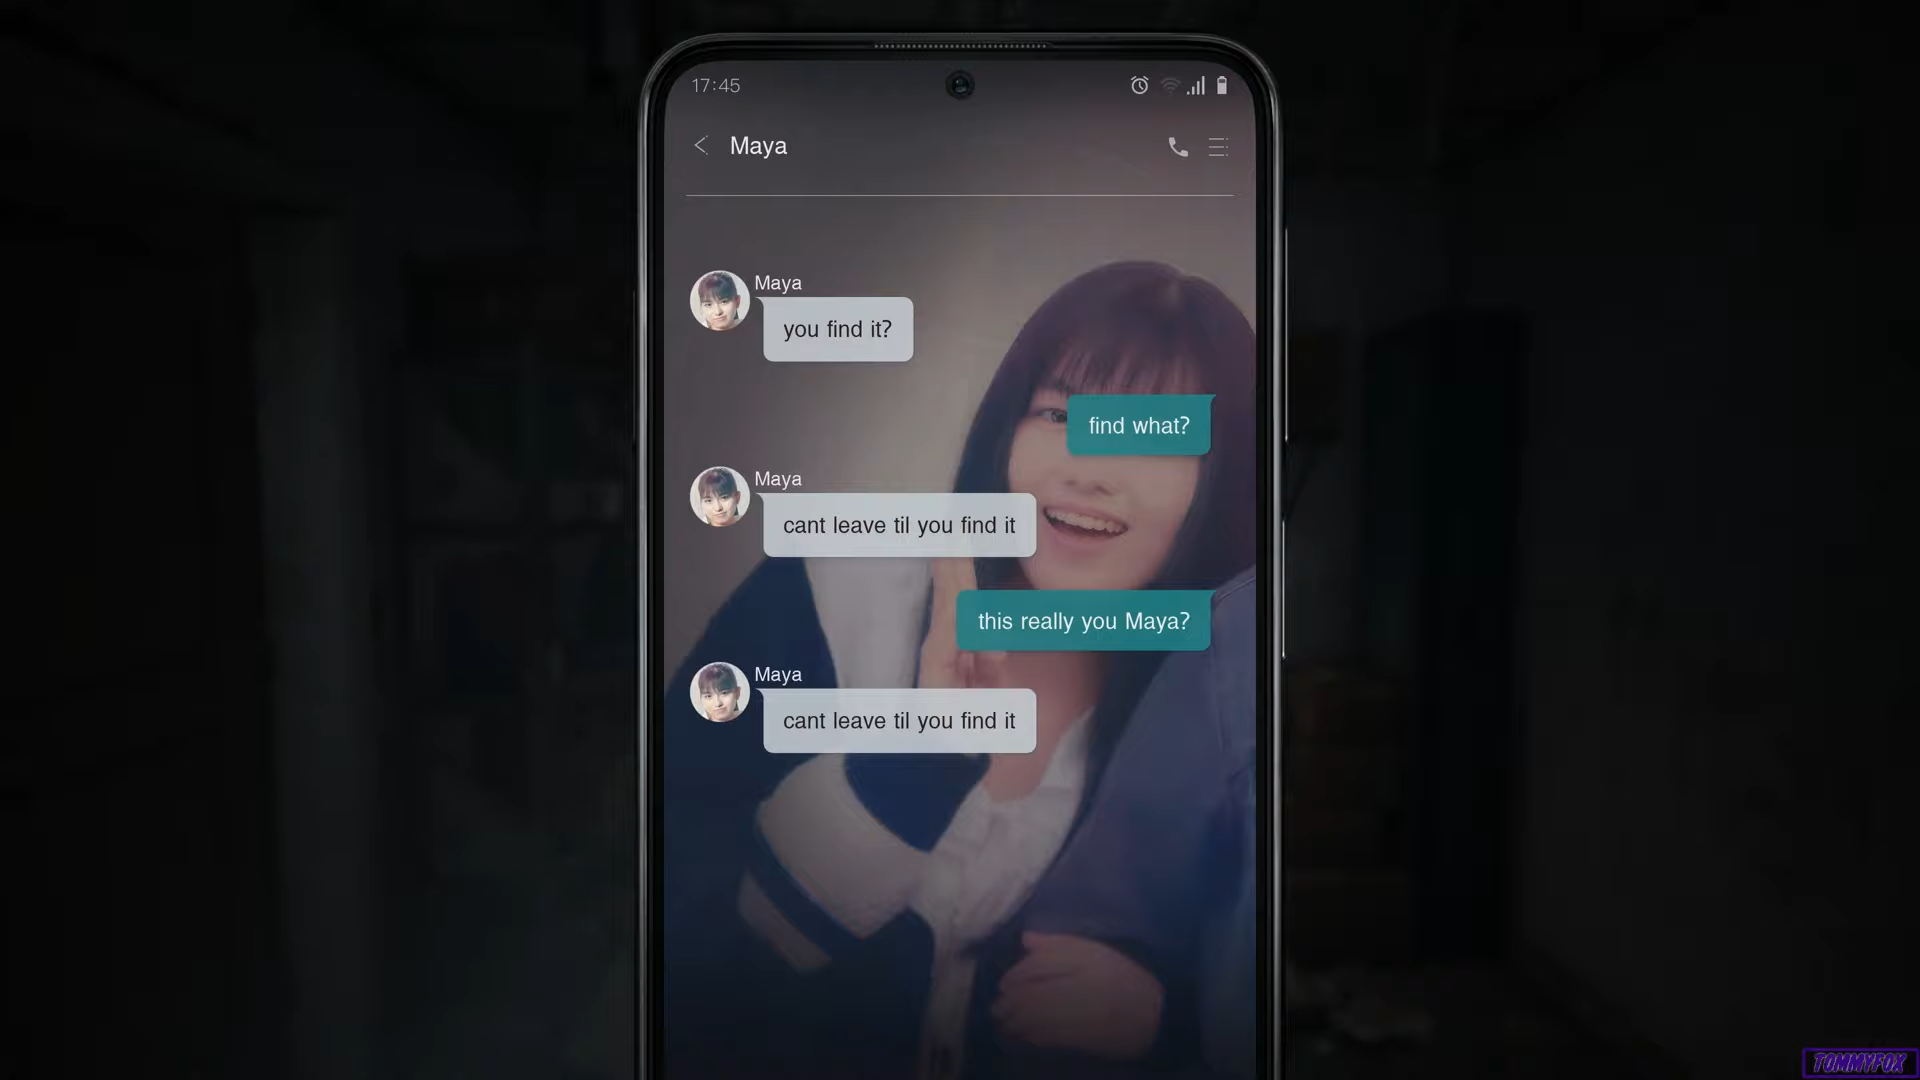 17:45
Maya
Maya
you find it?
find what?
Maya
cant leave til you find it
this really you Maya?
Maya
cant leave til you find it
TOMMYFOX